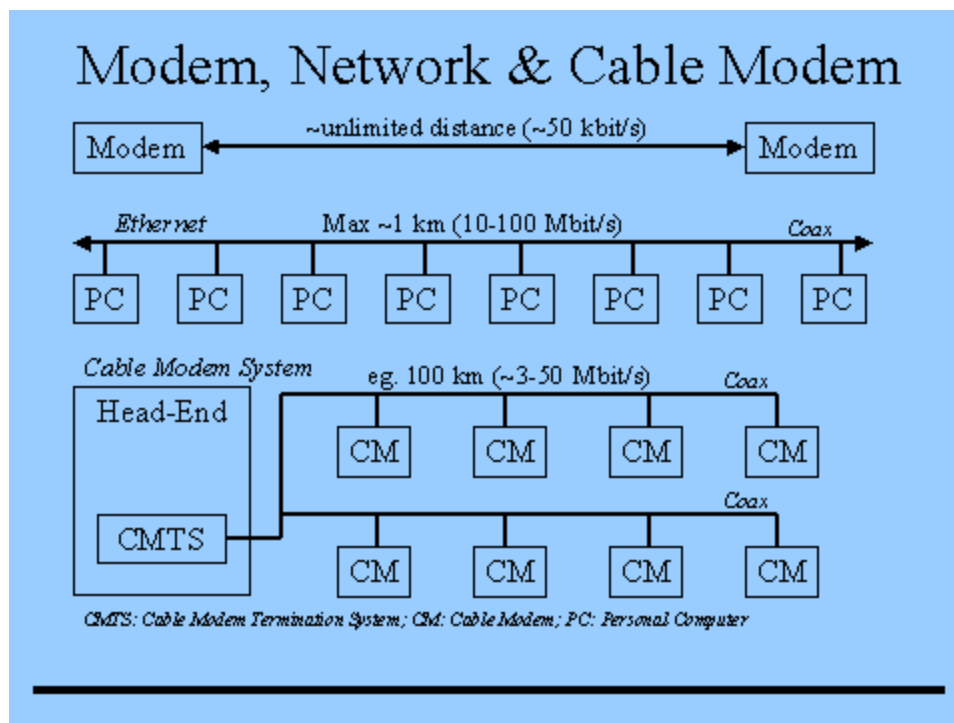 Modem, Network & Cable Modem
~unlimited distance (~50 kbit/s)
Modem Modem
Ethernet Max ~1 km (10-100 Mbit/s) Coax
PC PC PC PC PC PC PC PC
Cable Modem System
eg. 100 km (~3-50 Mbit/s) Coax
Head-End
CM CM CM CM
Coax
CMTS
CM CM CM CM
CMTS: Cable Modem Termination System; CM: Cable Modem; PC: Personal Computer